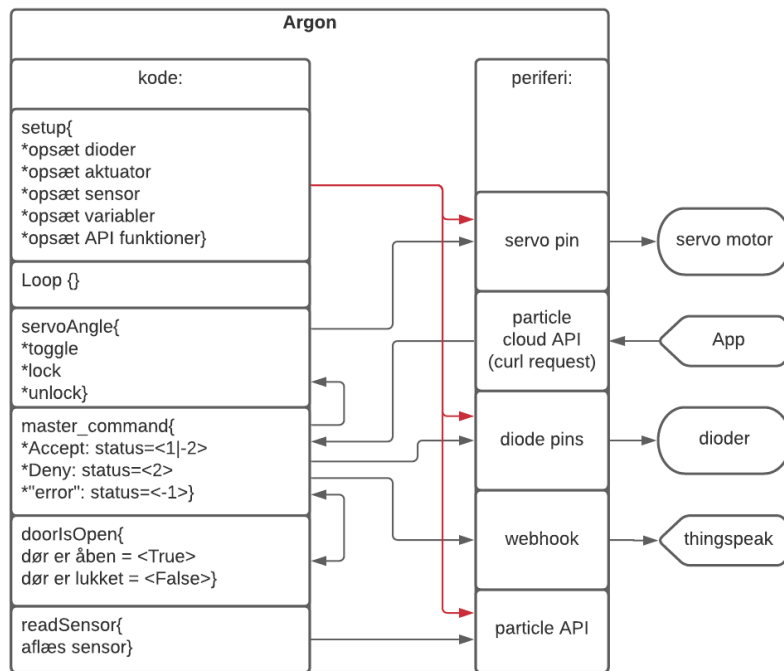 Argon
kode:
setup{
*opsæt dioder
*opsæt aktuator
*opsæt sensor
*opsæt variabler
*opsæt API funktioner}
Loop {}
servoAngle{
*toggle
*lock
*unlock}
master_command{
*Accept: status=<1|-2>
*Deny: status=<2>
*"error": status=<-1>}
doorIsOpen{
dør er åben = <True>
dør er lukket = <False>}
readSensor{
aflæs sensor}
periferi:
servo pin
particle
cloud API
(curl request)
diode pins
webhook
particle API
servo motor
App
dioder
thingspeak